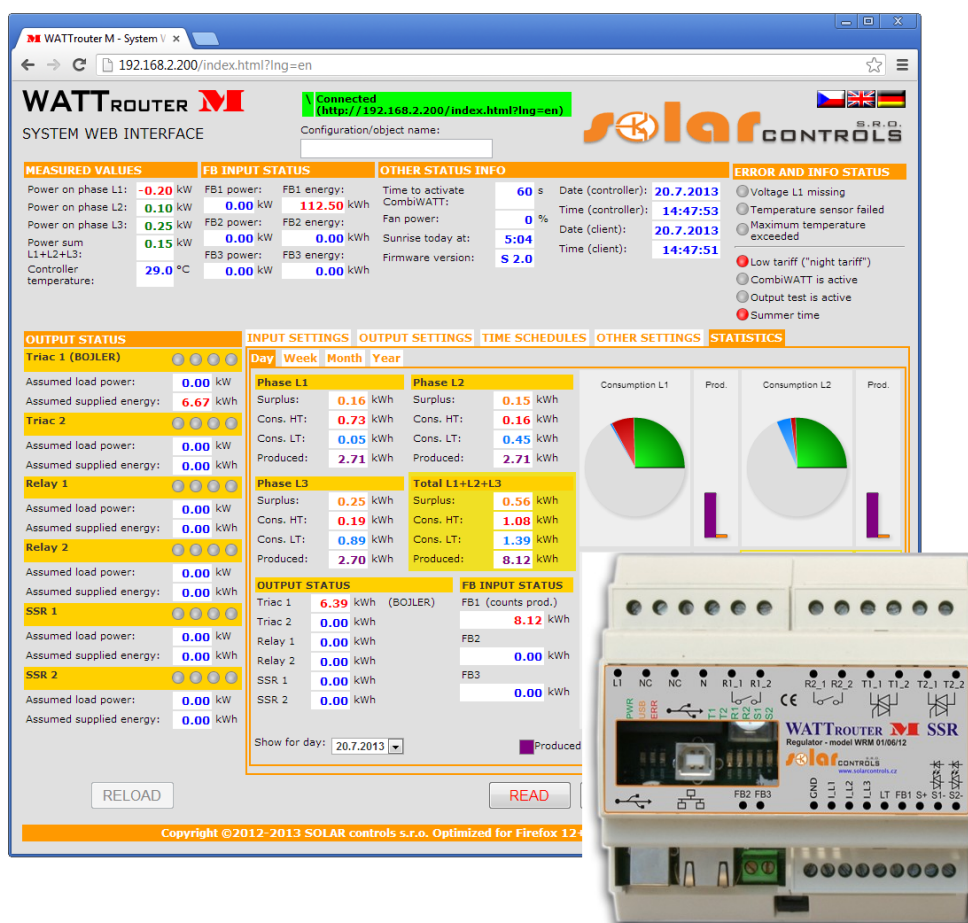 WATTrouter M - System V ×
192.168.2.200/index.html?lng=en
WATTROUTER M
\ Connected
(http://192.168.2.200/index.html?lng=en)
SYSTEM WEB INTERFACE
Configuration/object name:
solar CONTROLS S.R.O.
MEASURED VALUES
Power on phase L1: -0.20 kW
Power on phase L2: 0.10 kW
Power on phase L3: 0.25 kW
Power sum L1+L2+L3: 0.15 kW
Controller temperature: 29.0 °C
FB INPUT STATUS
FB1 power: FB1 energy:
0.00 kW 112.50 kWh
FB2 power: FB2 energy:
0.00 kW 0.00 kWh
FB3 power: FB3 energy:
0.00 kW 0.00 kWh
OTHER STATUS INFO
Time to activate CombiWATT: 60 s
Fan power: 0 %
Sunrise today at: 5:04
Firmware version: S 2.0
Date (controller): 20.7.2013
Time (controller): 14:47:53
Date (client): 20.7.2013
Time (client): 14:47:51
ERROR AND INFO STATUS
Voltage L1 missing
Temperature sensor failed
Maximum temperature
exceeded
Low tariff ("night tariff")
CombiWATT is active
Output test is active
Summer time
OUTPUT STATUS
Triac 1 (BOJLER)
Assumed load power: 0.00 kW
Assumed supplied energy: 6.67 kWh
Triac 2
Assumed load power: 0.00 kW
Assumed supplied energy: 0.00 kWh
Relay 1
Assumed load power: 0.00 kW
Assumed supplied energy: 0.00 kWh
Relay 2
Assumed load power: 0.00 kW
Assumed supplied energy: 0.00 kWh
SSR 1
Assumed load power: 0.00 kW
Assumed supplied energy: 0.00 kWh
SSR 2
Assumed load power: 0.00 kW
Assumed supplied energy: 0.00 kWh
INPUT SETTINGS OUTPUT SETTINGS TIME SCHEDULES OTHER SETTINGS STATISTICS
Day Week Month Year
Phase L1
Surplus: 0.16 kWh
Cons. HT: 0.73 kWh
Cons. LT: 0.05 kWh
Produced: 2.71 kWh
Phase L2
Surplus: 0.15 kWh
Cons. HT: 0.16 kWh
Cons. LT: 0.45 kWh
Produced: 2.71 kWh
Phase L3
Surplus: 0.25 kWh
Cons. HT: 0.19 kWh
Cons. LT: 0.89 kWh
Produced: 2.70 kWh
Total L1+L2+L3
Surplus: 0.56 kWh
Cons. HT: 1.08 kWh
Cons. LT: 1.39 kWh
Produced: 8.12 kWh
Consumption L1 Prod. Consumption L2 Prod.
OUTPUT STATUS
Triac 1 6.39 kWh (BOJLER)
Triac 2 0.00 kWh
Relay 1 0.00 kWh
Relay 2 0.00 kWh
SSR 1 0.00 kWh
SSR 2 0.00 kWh
FB INPUT STATUS
FB1 (counts prod.)
8.12 kWh
FB2
0.00 kWh
FB3
0.00 kWh
Show for day: 20.7.2013
Produced
RELOAD READ
Copyright ©2012-2013 SOLAR controls s.r.o. Optimized for Firefox 12+
L1 NC NC N R1_1 R1_2 R2_1 R2_2 T1_1 T1_2 T2_1 T2_2
PWR USB ERR T1 T2 R1 R2 S1 S2
CE
WATTROUTER M SSR
Regulator - model WRM 01/06/12
solar CONTROLS S.R.O.
www.solarcontrols.cz
FB2 FB3
GND I_L1 I_L2 I_L3 LT FB1 S+ S1- S2-